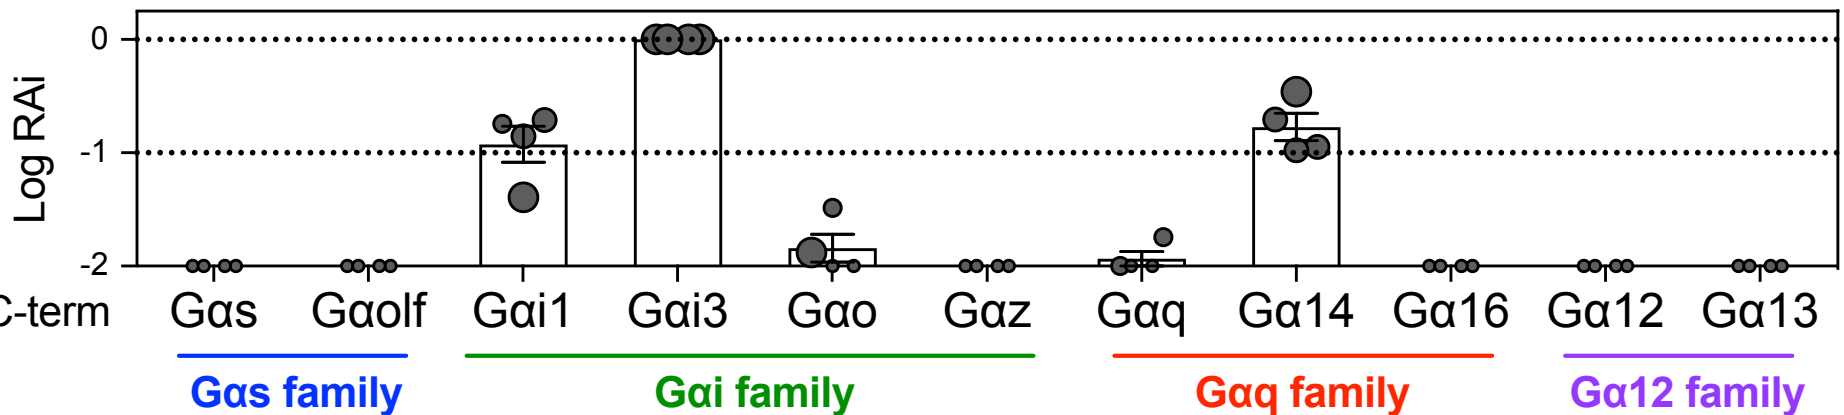 Log RAi
0
-1
-2
C-term Gαs Gαolf Gαi1 Gαi3 Gαo Gαz Gαq Gα14 Gα16 Gα12 Gα13
Gαs family Gαi family Gαq family Gα12 family